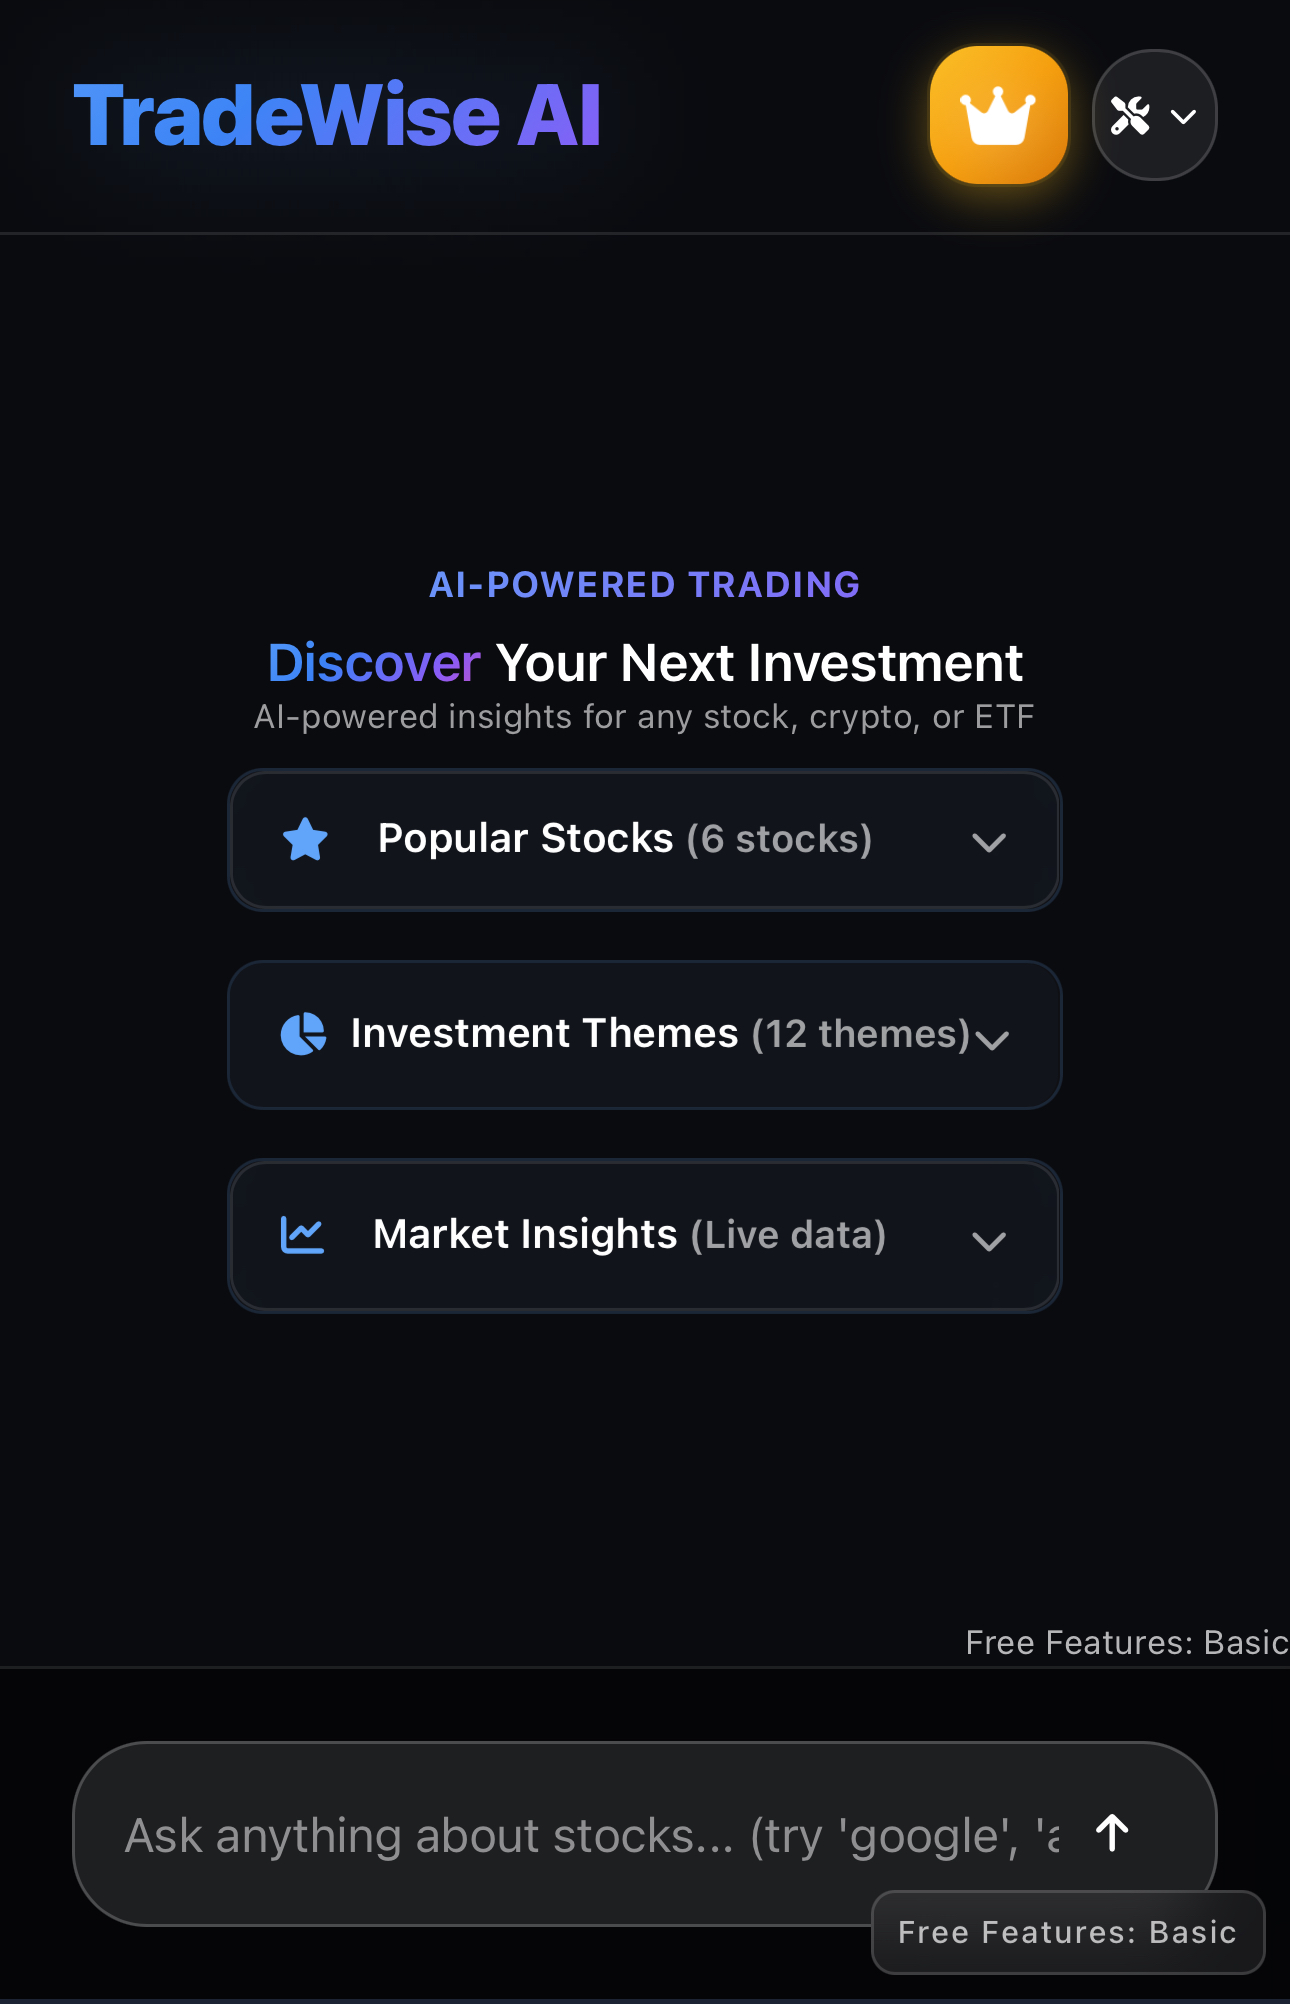 TradeWise AI
AI-POWERED TRADING
Discover Your Next Investment
AI-powered insights for any stock, crypto, or ETF
Popular Stocks (6 stocks)
Investment Themes (12 themes)
Market Insights (Live data)
Free Features: Basic
Ask anything about stocks... (try 'google', 'a
Free Features: Basic